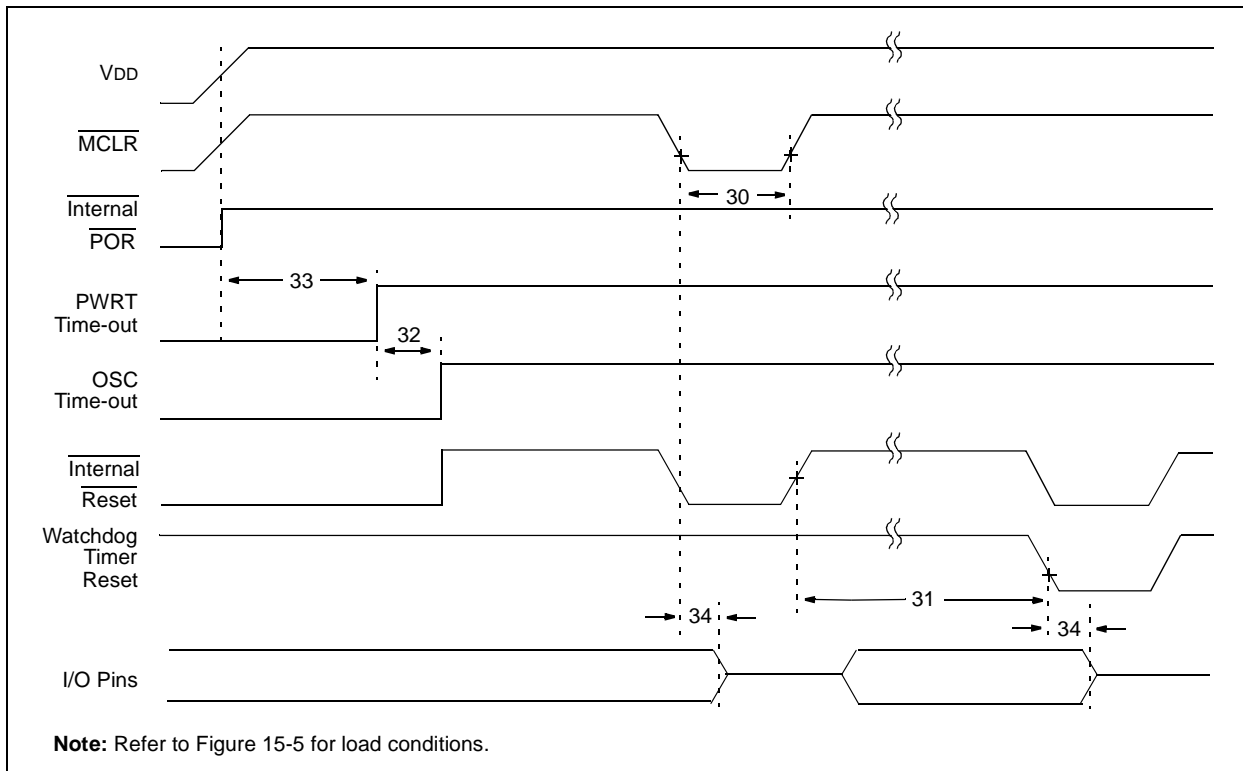 VDD
MCLR
Internal
POR
30
33
PWRT
Time-out
32
OSC
Time-out
Internal
Reset
Watchdog
Timer
Reset
31
34
34
I/O Pins
Note: Refer to Figure 15-5 for load conditions.